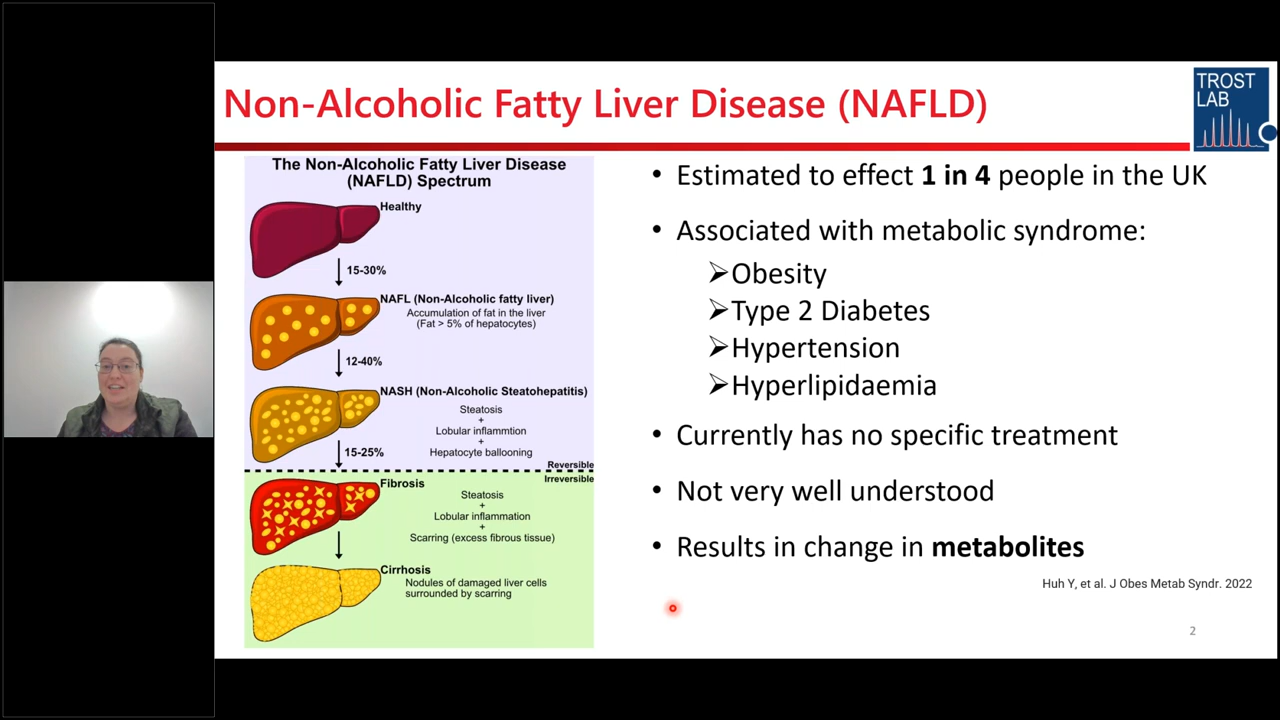 Non-Alcoholic Fatty Liver Disease (NAFLD)
TROST
LAB
The Non-Alcoholic Fatty Liver Disease
(NAFLD) Spectrum
Healthy
15-30%
NAFL (Non-Alcoholic fatty liver)
Accumulation of fat in the liver
(Fat > 5% of hepatocytes)
12-40%
NASH (Non-Alcoholic Steatohepatitis)
Steatosis
+
Lobular inflammtion
+
Hepatocyte ballooning
15-25%
Reversible
Irreversible
Fibrosis
Steatosis
+
Lobular inflammation
+
Scarring (excess fibrous tissue)
Cirrhosis
Nodules of damaged liver cells
surrounded by scarring
• Estimated to effect 1 in 4 people in the UK
• Associated with metabolic syndrome:
➢Obesity
➢Type 2 Diabetes
➢Hypertension
➢Hyperlipidaemia
• Currently has no specific treatment
• Not very well understood
• Results in change in metabolites
Huh Y, et al. J Obes Metab Syndr. 2022
2